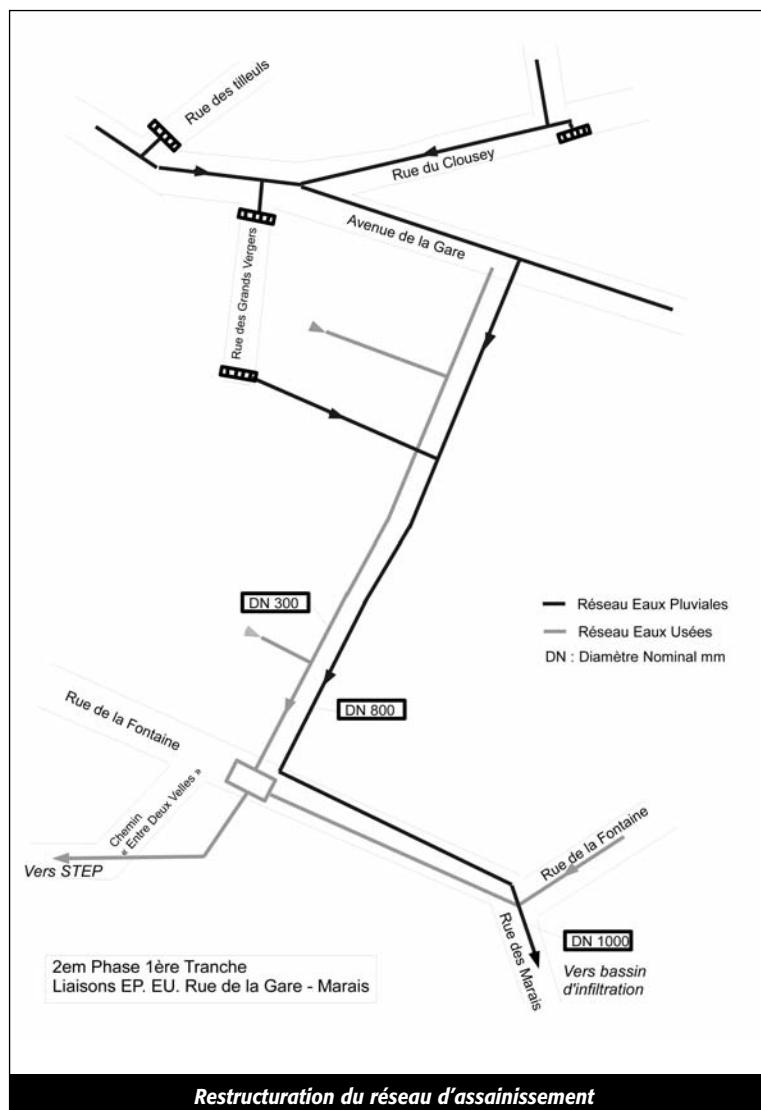 Rue des tilleuls
Rue du Clousey
Avenue de la Gare
Rue des Grands Vergers
DN 300
Réseau Eaux Pluviales
Réseau Eaux Usées
DN : Diamètre Nominal mm
DN 800
Rue de la Fontaine
Chemin
« Entre Deux Velles »
Vers STEP
Rue de la Fontaine
Rue des Marais
DN 1000
Vers bassin
d'infiltration
2em Phase 1ère Tranche
Liaisons EP. EU. Rue de la Gare - Marais
Restructuration du réseau d'assainissement